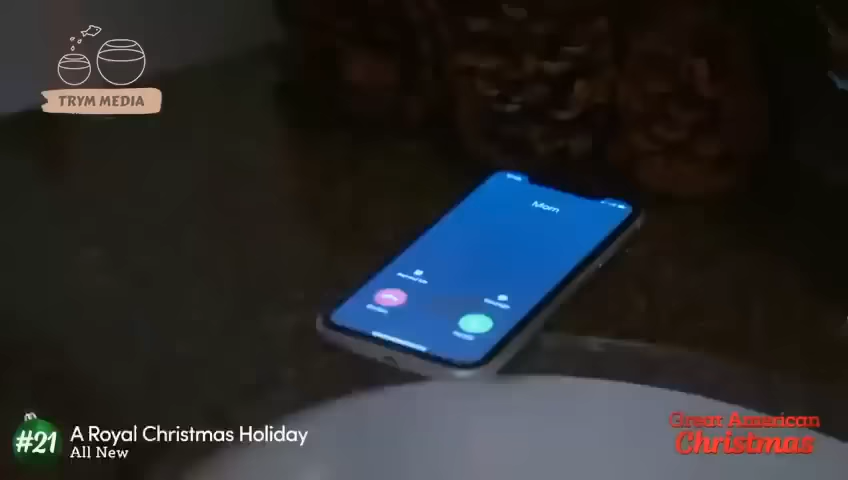 TRYM MEDIA
Mom
#21
A Royal Christmas Holiday
All New
Great American
Christmas